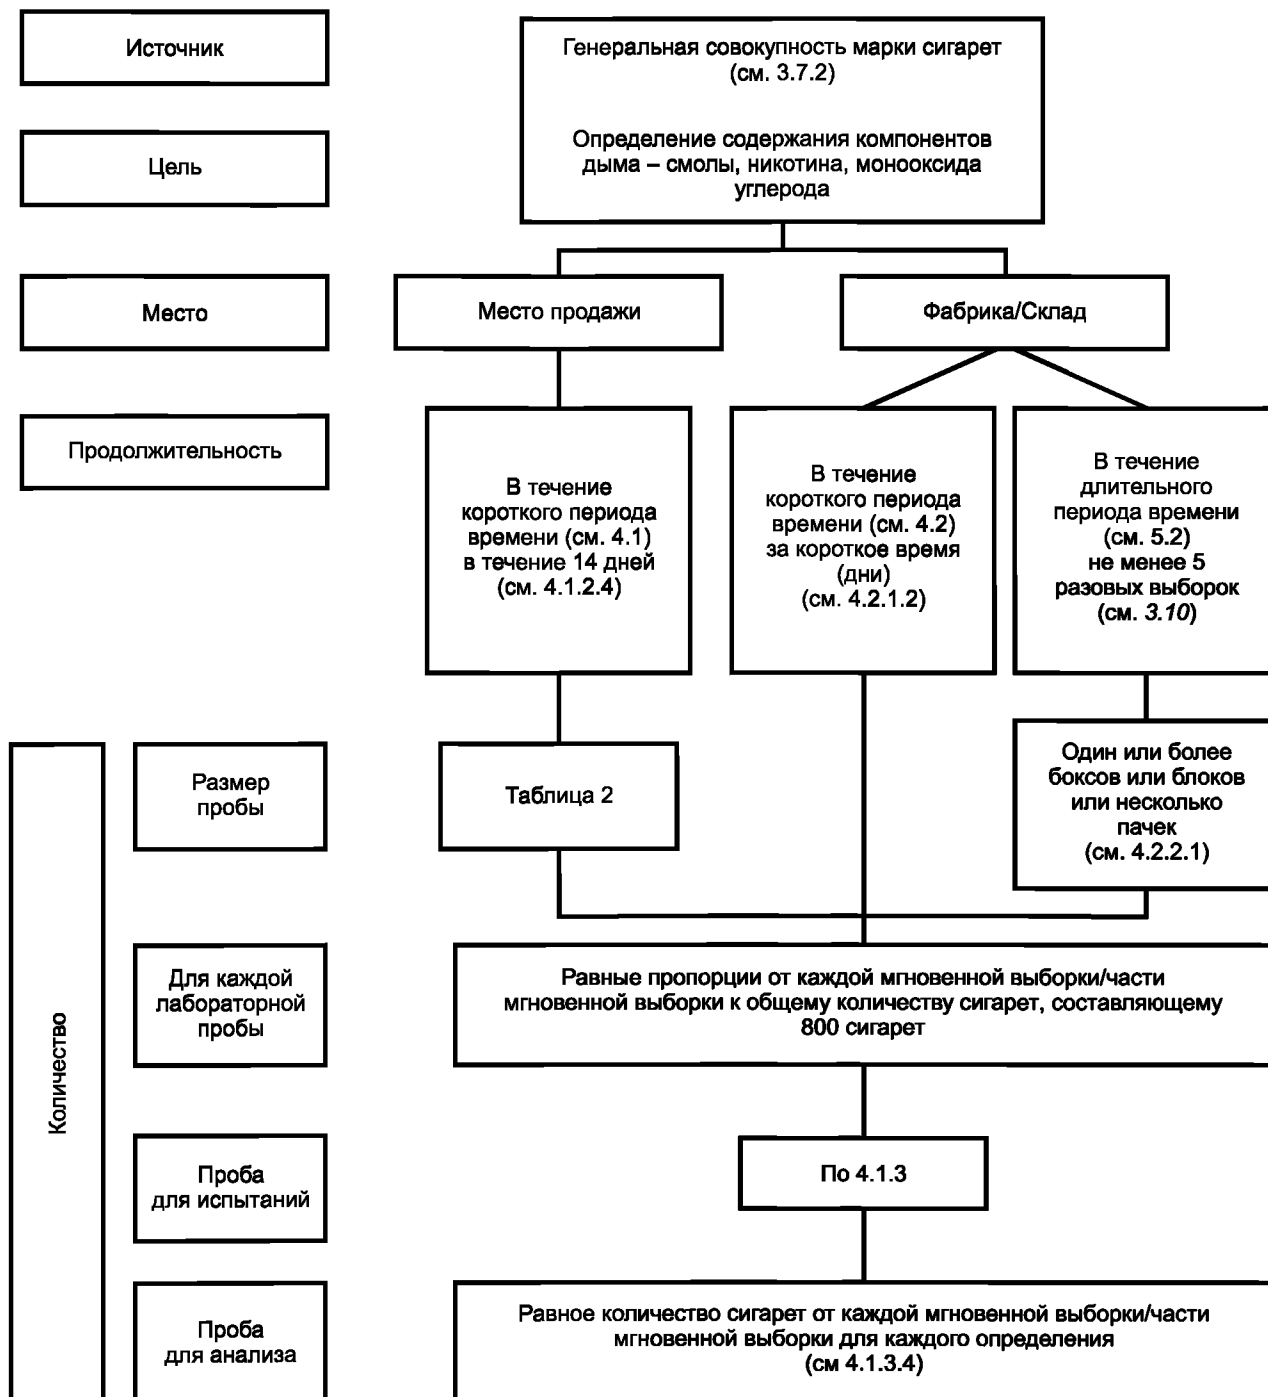 Источник
Генеральная совокупность марки сигарет
(см. 3.7.2)
Цель
Определение содержания компонентов
дыма – смолы, никотина, монооксида
углерода
Место
Место продажи
Фабрика/Склад
Продолжительность
В течение
короткого периода
времени (см. 4.1)
в течение 14 дней
(см. 4.1.2.4)
В течение
короткого периода
времени (см. 4.2)
за короткое время
(дни)
(см. 4.2.1.2)
В течение
длительного
периода времени
(см. 5.2)
не менее 5
разовых выборок
(см. 3.10)
Количество
Размер
пробы
Таблица 2
Один или более
боксов или блоков
или несколько
пачек
(см. 4.2.2.1)
Для каждой
лабораторной
пробы
Равные пропорции от каждой мгновенной выборки/части
мгновенной выборки к общему количеству сигарет, составляющему
800 сигарет
Проба
для испытаний
По 4.1.3
Проба
для анализа
Равное количество сигарет от каждой мгновенной выборки/части
мгновенной выборки для каждого определения
(см 4.1.3.4)